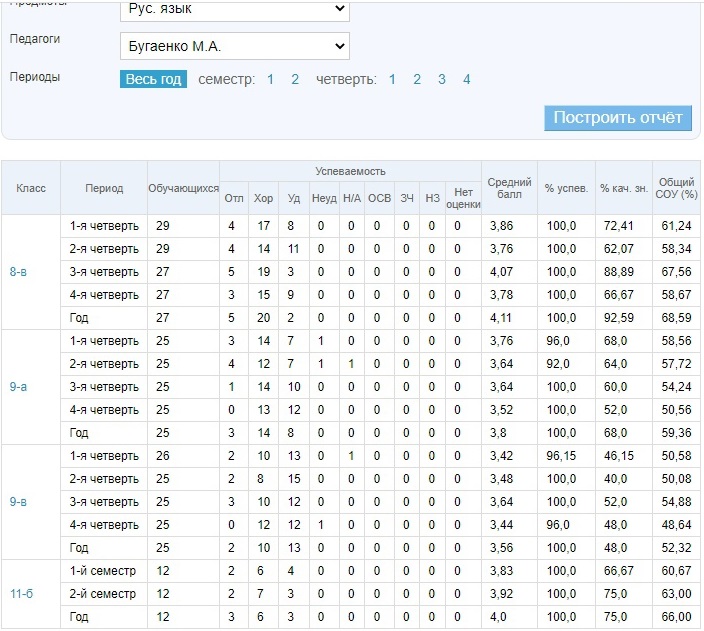 Предметы Рус. язык
Педагоги Бугаенко М.А.
Периоды Весь год семестр: 1 2 четверть: 1 2 3 4
Построить отчёт
Класс Период Обучающихся Успеваемость Средний балл % успев. % кач. зн. Общий СОУ (%)
Отл Хор Уд Неуд Н/А ОСВ ЗЧ НЗ Нет оценки
8-в
1-я четверть 29 4 17 8 0 0 0 0 0 0 3,86 100,0 72,41 61,24
2-я четверть 29 4 14 11 0 0 0 0 0 0 3,76 100,0 62,07 58,34
3-я четверть 27 5 19 3 0 0 0 0 0 0 4,07 100,0 88,89 67,56
4-я четверть 27 3 15 9 0 0 0 0 0 0 3,78 100,0 66,67 58,67
Год 27 5 20 2 0 0 0 0 0 0 4,11 100,0 92,59 68,59
9-а
1-я четверть 25 3 14 7 1 0 0 0 0 0 3,76 96,0 68,0 58,56
2-я четверть 25 4 12 7 1 1 0 0 0 0 3,64 92,0 64,0 57,72
3-я четверть 25 1 14 10 0 0 0 0 0 0 3,64 100,0 60,0 54,24
4-я четверть 25 0 13 12 0 0 0 0 0 0 3,52 100,0 52,0 50,56
Год 25 3 14 8 0 0 0 0 0 0 3,8 100,0 68,0 59,36
9-в
1-я четверть 26 2 10 13 0 1 0 0 0 0 3,42 96,15 46,15 50,58
2-я четверть 25 2 8 15 0 0 0 0 0 0 3,48 100,0 40,0 50,08
3-я четверть 25 3 10 12 0 0 0 0 0 0 3,64 100,0 52,0 54,88
4-я четверть 25 0 12 12 1 0 0 0 0 0 3,44 96,0 48,0 48,64
Год 25 2 10 13 0 0 0 0 0 0 3,56 100,0 48,0 52,32
11-б
1-й семестр 12 2 6 4 0 0 0 0 0 0 3,83 100,0 66,67 60,67
2-й семестр 12 2 7 3 0 0 0 0 0 0 3,92 100,0 75,0 63,00
Год 12 3 6 3 0 0 0 0 0 0 4,0 100,0 75,0 66,00